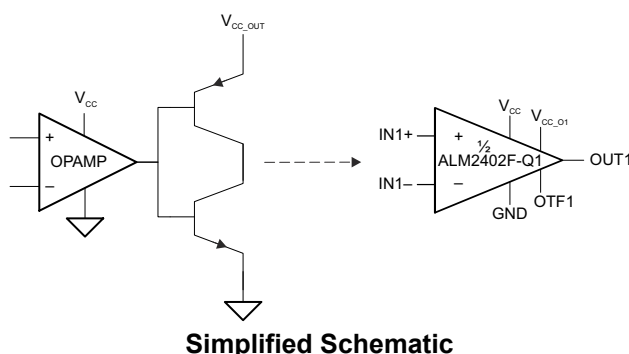 V_CC_OUT
V_CC
+
OPAMP
−
V_CC
V_CC_O1
IN1+
+
½
ALM2402F-Q1
OUT1
IN1−
−
OTF1
GND
Simplified Schematic